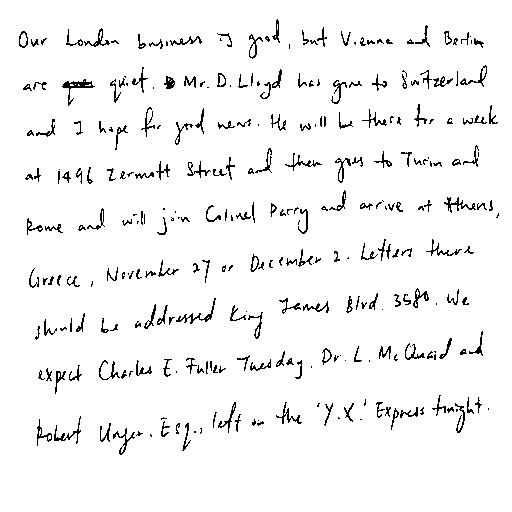 Our London business is good, but Vienna and Berlin
are quiet. Mr. D. Lloyd has gone to Switzerland
and I hope for good news. He will be there for a week
at 1496 Zermott Street and then goes to Turin and
Rome and will join Colonel Parry and arrive at Athens,
Greece, November 27 or December 2. Letters there
should be addressed King James Blvd. 3580. We
expect Charles E. Fuller Tuesday. Dr. L. McQuaid and
Robert Unger. Esq., left on the 'Y.X.' Express tonight.